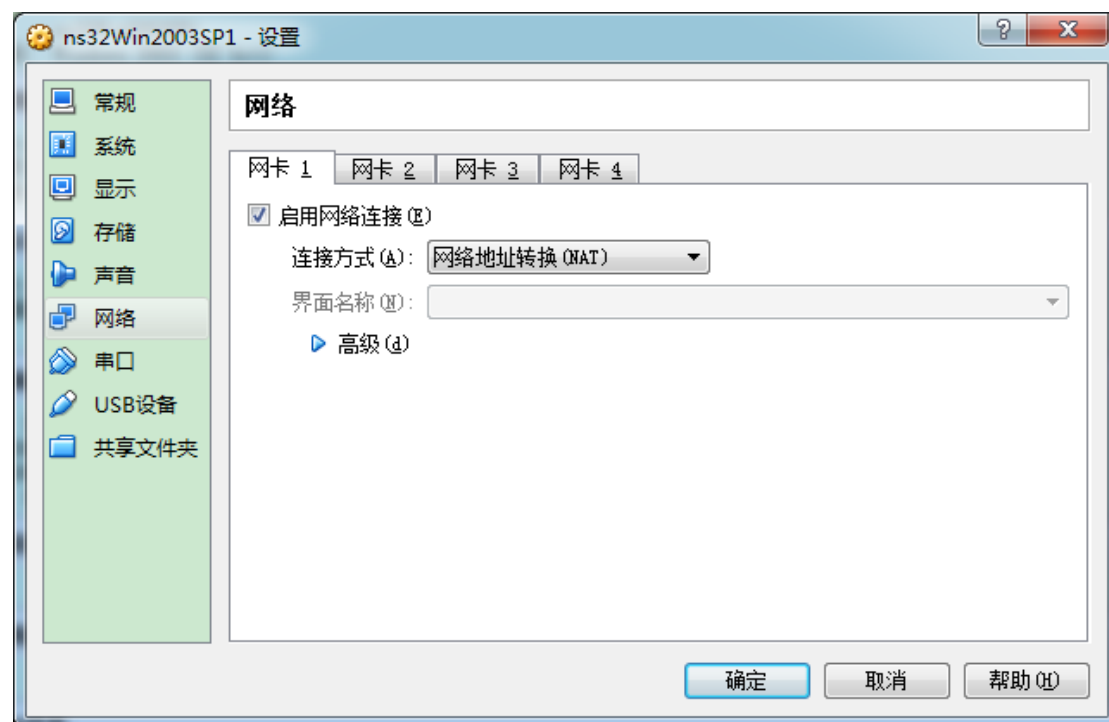 ns32Win2003SP1 - 设置
常规
系统
显示
存储
声音
网络
串口
USB设备
共享文件夹
网络
网卡 1 网卡 2 网卡 3 网卡 4
启用网络连接(E)
连接方式(A): 网络地址转换(NAT)
界面名称(N):
高级(d)
确定 取消 帮助(H)